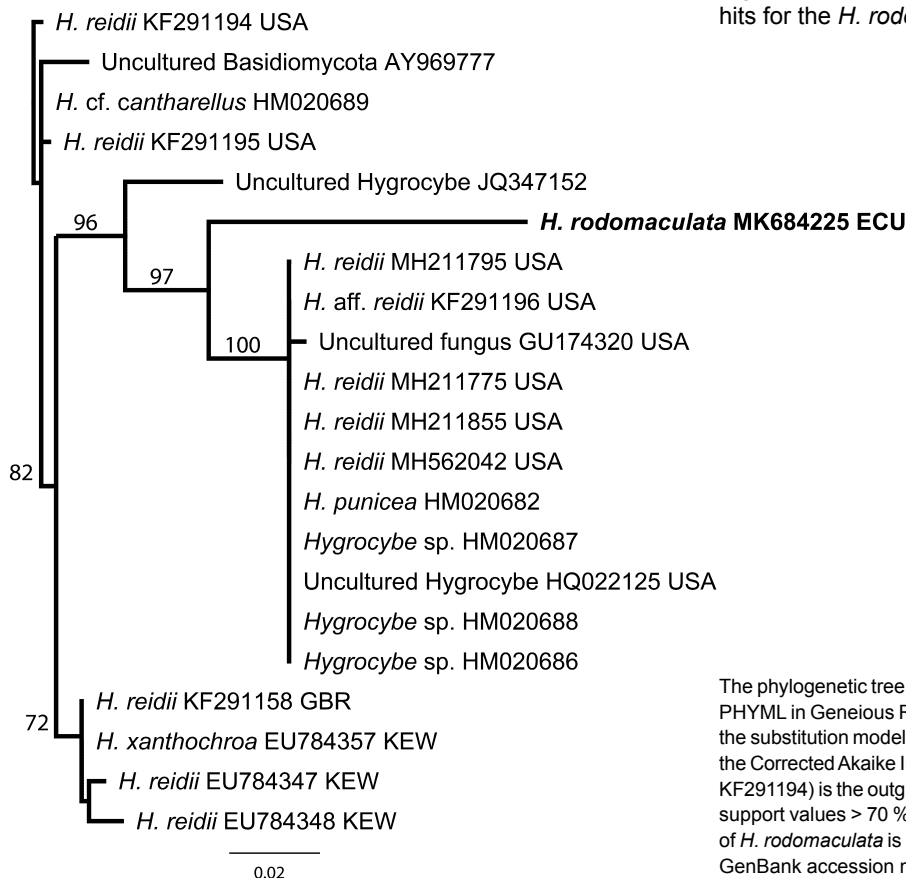 hits for the H.
H. reidii KF291194 USA
Uncultured Basidiomycota AY969777
H. cf. cantharellus HM020689
H. reidii KF291195 USA
Uncultured Hygrocybe JQ347152
96
H. rodomaculata MK684225 ECU
H. reidii MH211795 USA
97
H. aff. reidii KF291196 USA
Uncultured fungus GU174320 USA
100
H. reidii MH211775 USA
H. reidii MH211855 USA
H. reidii MH562042 USA
82
H. punicea HM020682
Hygrocybe sp. HM020687
Uncultured Hygrocybe HQ022125 USA
Hygrocybe sp. HM020688
Hygrocybe sp. HM020686
H. reidii KF291158 GBR
72
H. xanthochroa EU784357 KEW
H. reidii EU784347 KEW
H. reidii EU784348 KEW
0.02
The phylogenetic tree
PHYML in Geneious
the substitution model
the Corrected Akaike
KF291194) is the
support values > 70 %
of H. rodomaculata is
GenBank accession